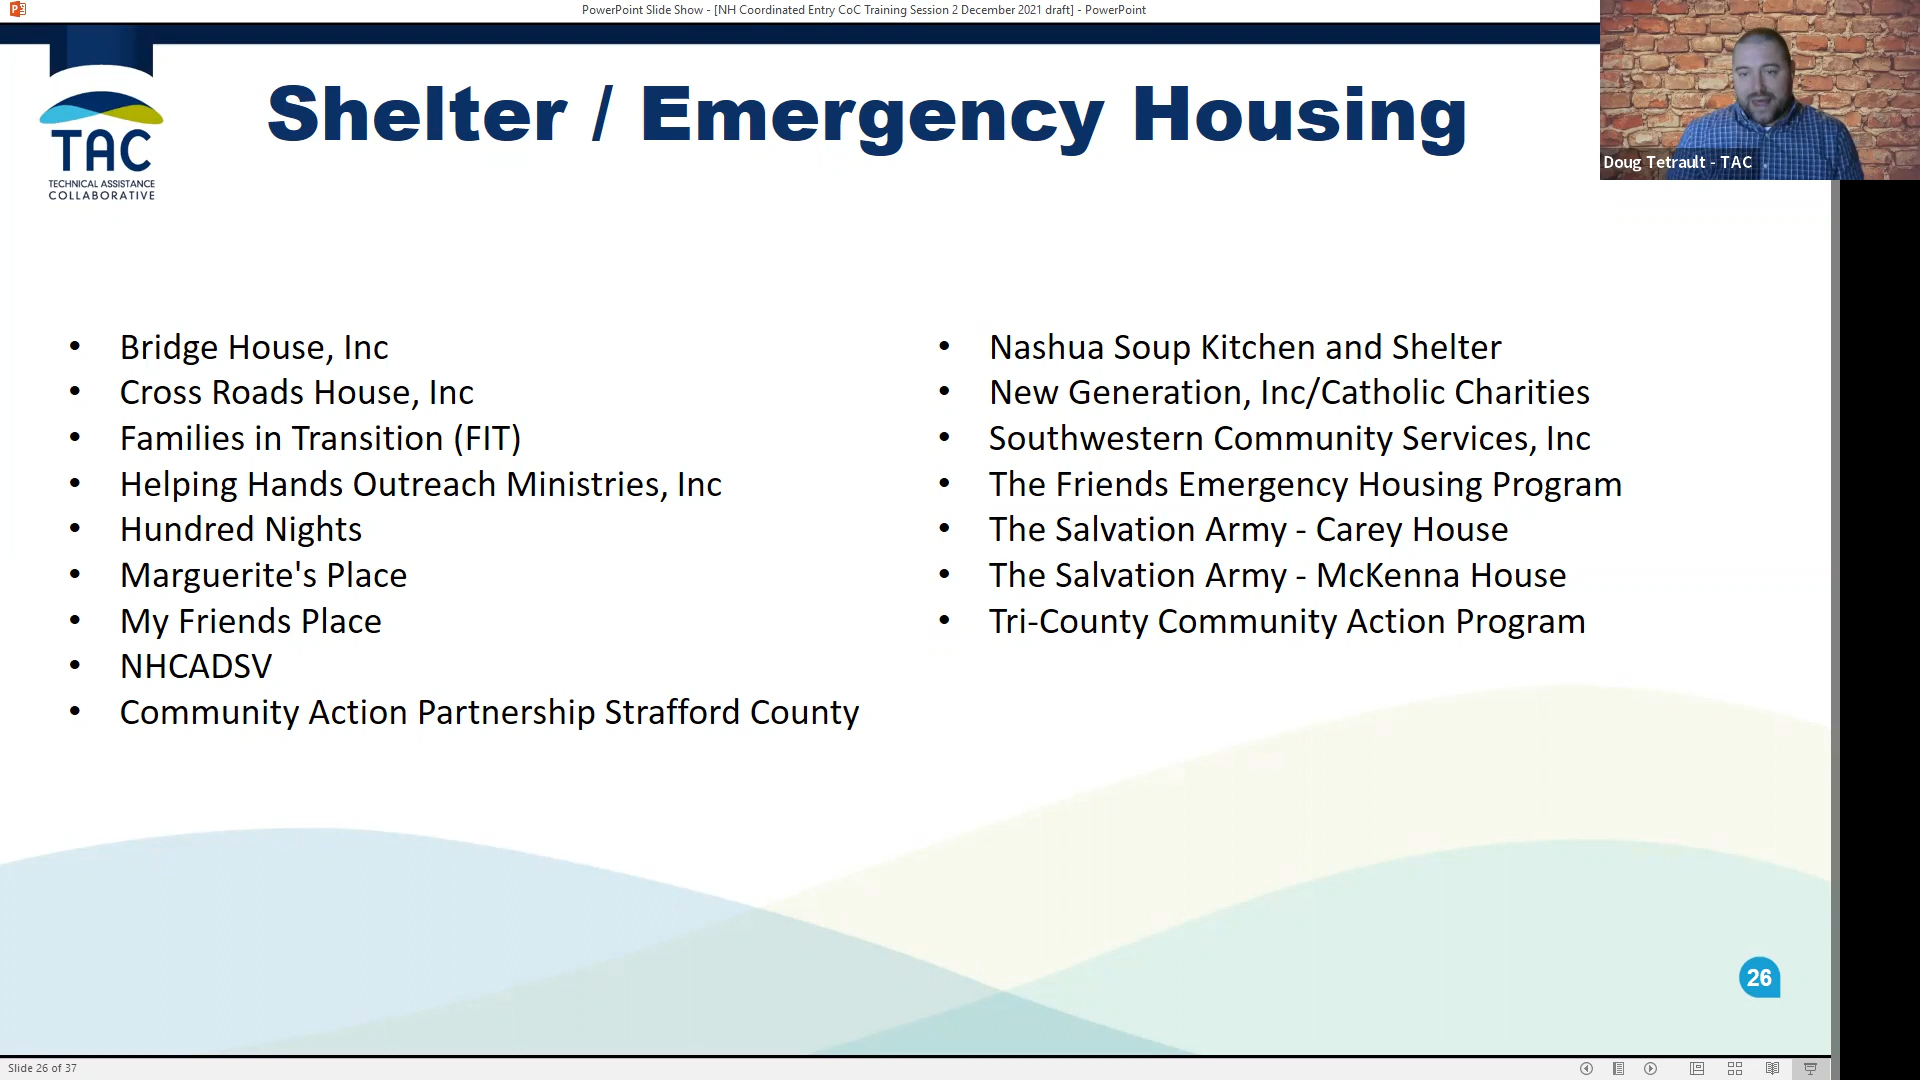 PowerPoint Slide Show - [NH Coordinated Entry CoC Training Session 2 December 2021 draft] - PowerPoint
TAC
TECHNICAL ASSISTANCE
COLLABORATIVE
Shelter / Emergency Housing
Doug Tetrault - TAC
• Bridge House, Inc
• Cross Roads House, Inc
• Families in Transition (FIT)
• Helping Hands Outreach Ministries, Inc
• Hundred Nights
• Marguerite's Place
• My Friends Place
• NHCADSV
• Community Action Partnership Strafford County
• Nashua Soup Kitchen and Shelter
• New Generation, Inc/Catholic Charities
• Southwestern Community Services, Inc
• The Friends Emergency Housing Program
• The Salvation Army - Carey House
• The Salvation Army - McKenna House
• Tri-County Community Action Program
26
Slide 26 of 37